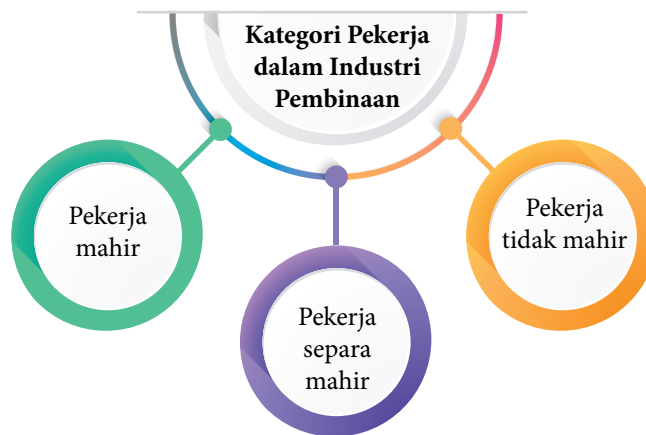 Kategori Pekerja
dalam Industri
Pembinaan
Pekerja
mahir
Pekerja
separa
mahir
Pekerja
tidak mahir